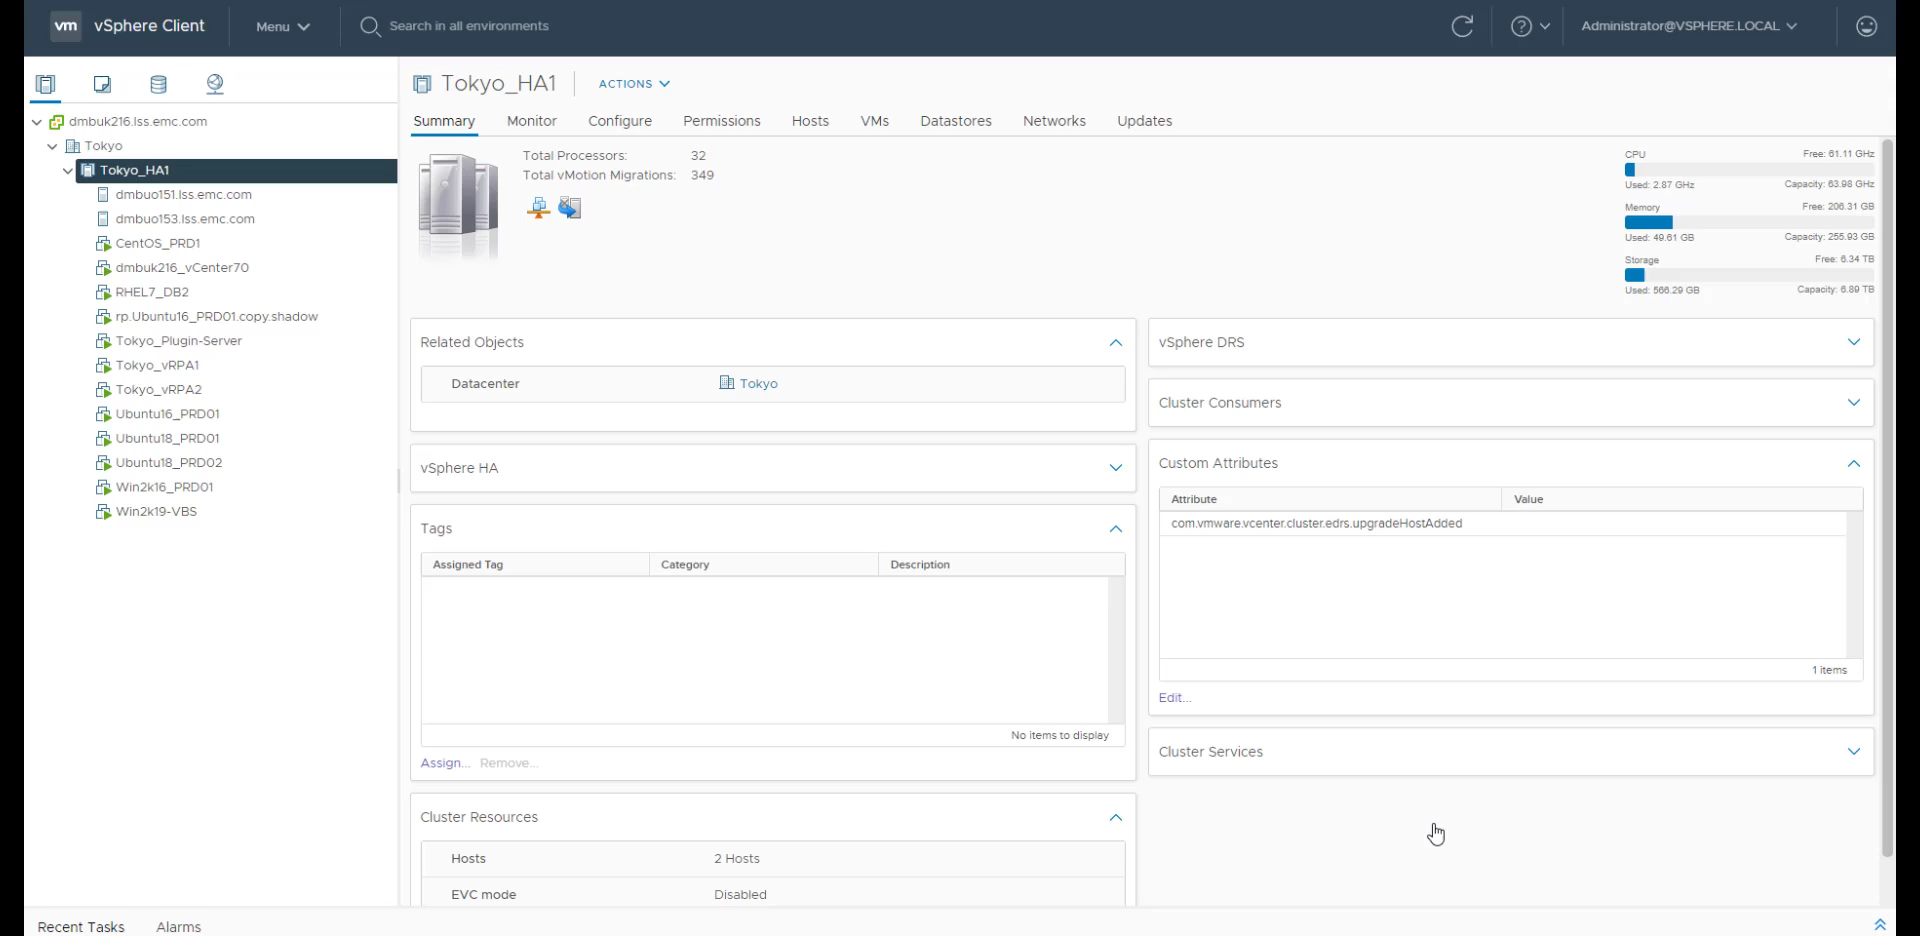 vm vSphere Client Menu Search in all environments Administrator@VSPHERE.LOCAL
dmbuk216.lss.emc.com
Tokyo
Tokyo_HA1
dmbuo151.lss.emc.com
dmbuo153.lss.emc.com
CentOS_PRD1
dmbuk216_vCenter70
RHEL7_DB2
rp.Ubuntu16_PRD01.copy.shadow
Tokyo_Plugin-Server
Tokyo_vRPA1
Tokyo_vRPA2
Ubuntu16_PRD01
Ubuntu18_PRD01
Ubuntu18_PRD02
Win2k16_PRD01
Win2k19-VBS
Tokyo_HA1 ACTIONS
Summary Monitor Configure Permissions Hosts VMs Datastores Networks Updates
Total Processors: 32
Total vMotion Migrations: 349
CPU Free: 61.11 GHz
Used: 2.87 GHz Capacity: 63.98 GHz
Memory Free: 206.31 GB
Used: 49.61 GB Capacity: 255.93 GB
Storage Free: 6.34 TB
Used: 566.29 GB Capacity: 6.89 TB
Related Objects
Datacenter Tokyo
vSphere HA
Tags
Assigned Tag Category Description
No items to display
Assign... Remove...
Cluster Resources
Hosts 2 Hosts
EVC mode Disabled
vSphere DRS
Cluster Consumers
Custom Attributes
Attribute Value
com.vmware.vcenter.cluster.edrs.upgradeHostAdded
1 items
Edit...
Cluster Services
Recent Tasks Alarms